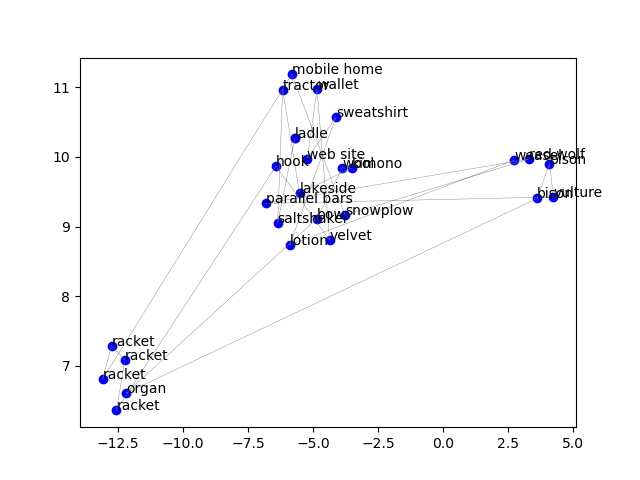 mobile home
tractor
wallet
11
sweatshirt
ladle
10
web site
weasel
red wolf
bison
hook
kimono
lakeside
bison
vulture
parallel bars
9
saltshaker
bow
snowplow
velvet
lotion
8
racket
racket
7
racket
organ
racket
−12.5
−10.0
−7.5
−5.0
−2.5
0.0
2.5
5.0